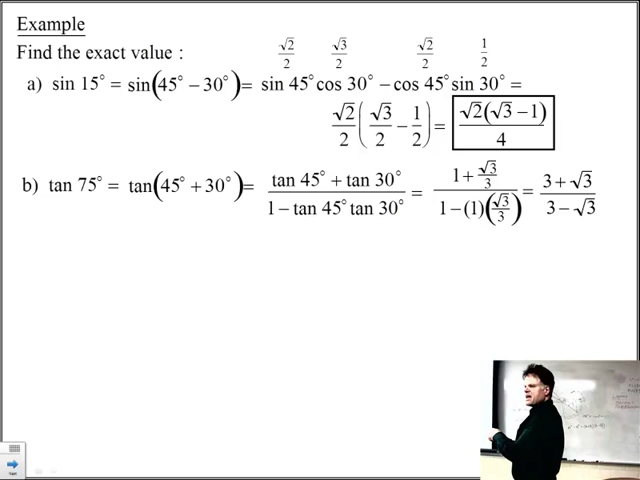 Example
Find the exact value :
√2/2 √3/2 √2/2 1/2
a) sin 15° = sin(45° − 30°) = sin 45° cos 30° − cos 45° sin 30° =
√2/2 (√3/2 − 1/2) = √2(√3 − 1)/4
b) tan 75° = tan(45° + 30°) = tan 45° + tan 30° / 1 − tan 45° tan 30° = 1 + √3/3 / 1 − (1)(√3/3) = 3 + √3 / 3 − √3